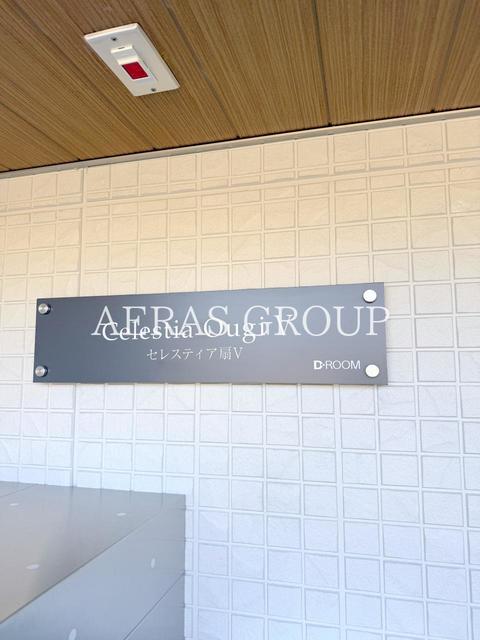 AFRAS GROUP
Celestia Ougi V
セレスティア扇V
D-ROOM